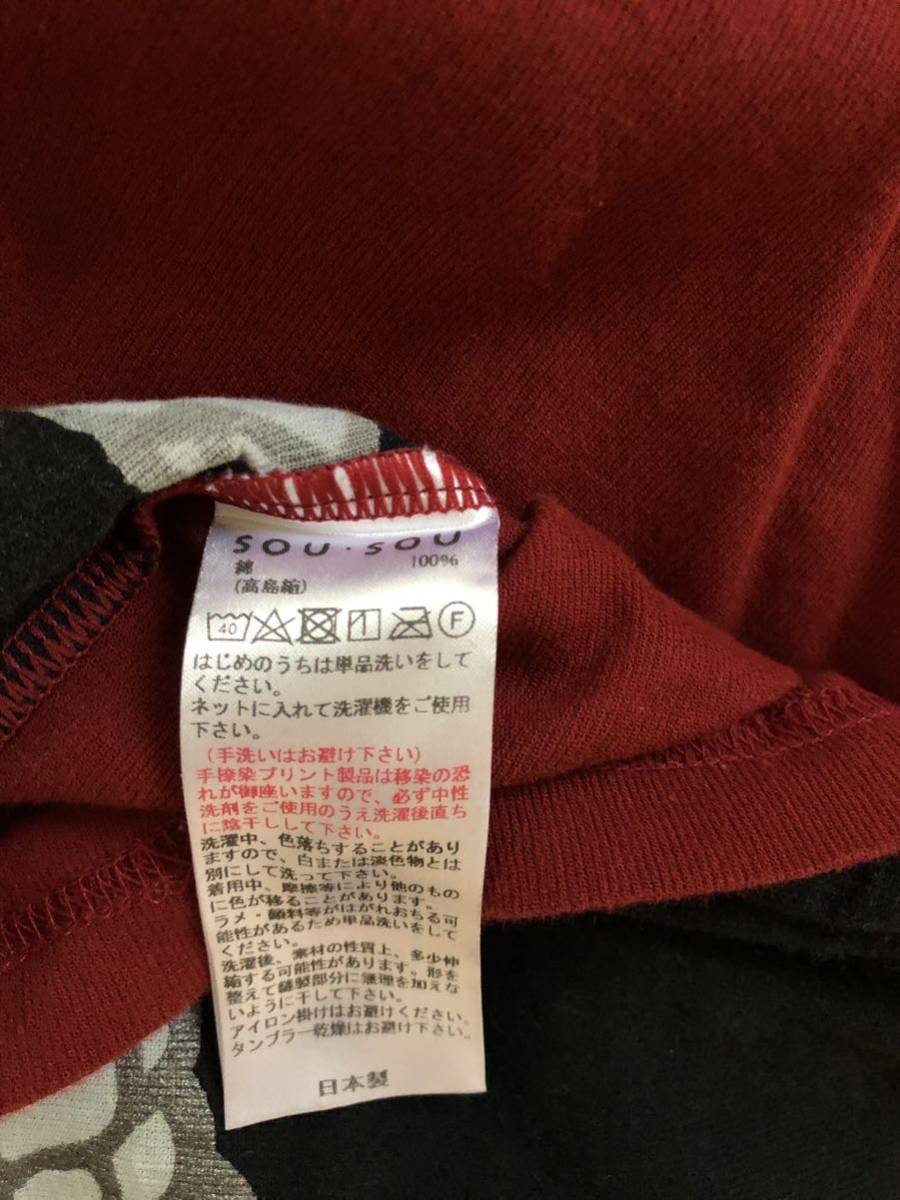 SOU・SOU
綿 100%
(高島縮)
40 F
はじめのうちは単品洗いをして
ください。
ネットに入れて洗濯機をご使用
下さい。
(手洗いはお避け下さい)
手捺染プリント製品は移染の恐
れが御座いますので、必ず中性
洗剤をご使用のうえ洗濯後直ち
に陰干しして下さい。
洗濯中、色落ちすることがあり
ますので、白または淡色物とは
別にして洗って下さい。
着用中、摩擦等により他のもの
に色が移ることがあります。
ラメ・顔料等がはがれおちる可
能性があるため単品洗いをして
ください。
洗濯後、素材の性質上、多少伸
縮する可能性があります。形を
整えて縫製部分に無理を加えな
いように干して下さい。
アイロン掛けはお避けください。
タンブラー乾燥はお避け下さい。
日本製